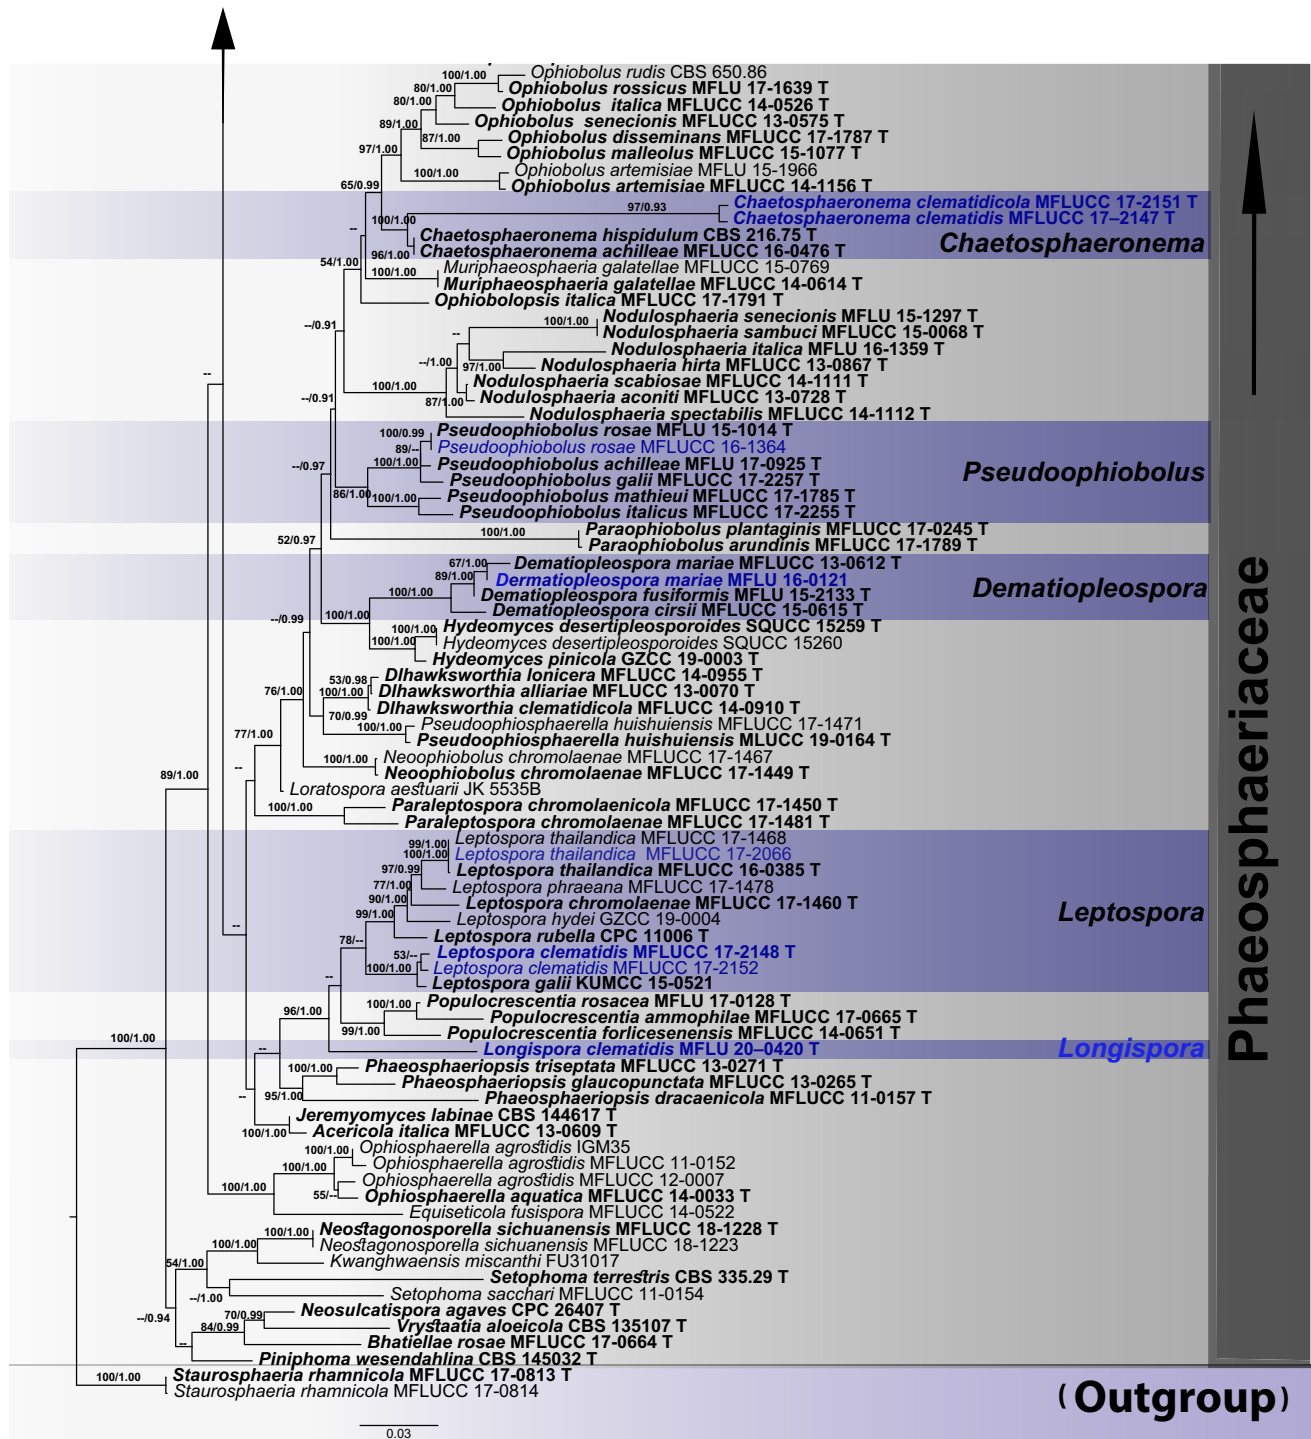 100/1.00
Ophiobolus rudis CBS 650.86
80/1.00
Ophiobolus rossicus MFLU 17-1639 T
80/1.00
Ophiobolus italica MFLUCC 14-0526 T
Ophiobolus senecionis MFLUCC 13-0575 T
89/1.00
Ophiobolus disseminans MFLUCC 17-1787 T
87/1.00
Ophiobolus malleolus MFLUCC 15-1077 T
97/1.00
Ophiobolus artemisiae MFLU 15-1966
100/1.00
Ophiobolus artemisiae MFLUCC 14-1156 T
65/0.99
Chaetosphaeronema clematidicola MFLUCC 17-2151 T
97/0.93
Chaetosphaeronema clematidis MFLUCC 17–2147 T
100/1.00
Chaetosphaeronema hispidulum CBS 216.75 T
--
Chaetosphaeronema
Chaetosphaeronema achilleae MFLUCC 16-0476 T
96/1.00
54/1.00
Muriphaeosphaeria galatellae MFLUCC 15-0769
100/1.00
Muriphaeosphaeria galatellae MFLUCC 14-0614 T
Ophiobolopsis italica MFLUCC 17-1791 T
--/0.91
Nodulosphaeria senecionis MFLU 15-1297 T
100/1.00
Nodulosphaeria sambuci MFLUCC 15-0068 T
--
Nodulosphaeria italica MFLU 16-1359 T
--/1.00
97/1.00
Nodulosphaeria hirta MFLUCC 13-0867 T
--
Nodulosphaeria scabiosae MFLUCC 14-1111 T
100/1.00
Nodulosphaeria aconiti MFLUCC 13-0728 T
--/0.91
87/1.00
Nodulosphaeria spectabilis MFLUCC 14-1112 T
Pseudoophiobolus rosae MFLU 15-1014 T
100/0.99
Pseudoophiobolus rosae MFLUCC 16-1364
89/--
Pseudoophiobolus achilleae MFLU 17-0925 T
--/0.97
100/1.00
Pseudoophiobolus
Pseudoophiobolus galii MFLUCC 17-2257 T
86/1.00
Pseudoophiobolus mathieui MFLUCC 17-1785 T
100/1.00
Pseudoophiobolus italicus MFLUCC 17-2255 T
Paraophiobolus plantaginis MFLUCC 17-0245 T
100/1.00
52/0.97
Paraophiobolus arundinis MFLUCC 17-1789 T
67/1.00
Dematiopleospora mariae MFLUCC 13-0612 T
89/1.00
Dermatiopleospora mariae MFLU 16-0121
Dematiopleospora
100/1.00
Dematiopleospora fusiformis MFLU 15-2133 T
Dematiopleospora cirsii MFLUCC 15-0615 T
--/0.99
100/1.00
Hydeomyces desertipleosporoides SQUCC 15259 T
100/1.00
Hydeomyces desertipleosporoides SQUCC 15260
100/1.00
Hydeomyces pinicola GZCC 19-0003 T
Dlhawksworthia lonicera MFLUCC 14-0955 T
53/0.98
Dlhawksworthia alliariae MFLUCC 13-0070 T
76/1.00
100/1.00
Dlhawksworthia clematidicola MFLUCC 14-0910 T
70/0.99
Pseudoophiosphaerella huishuiensis MFLUCC 17-1471
100/1.00
Pseudoophiosphaerella huishuiensis MLUCC 19-0164 T
77/1.00
Neoophiobolus chromolaenae MFLUCC 17-1467
100/1.00
Neoophiobolus chromolaenae MFLUCC 17-1449 T
--
89/1.00
Loratospora aestuarii JK 5535B
Paraleptospora chromolaenicola MFLUCC 17-1450 T
100/1.00
Paraleptospora chromolaenae MFLUCC 17-1481 T
Leptospora thailandica MFLUCC 17-1468
99/1.00
Leptospora thailandica MFLUCC 17-2066
100/1.00
Leptospora thailandica MFLUCC 16-0385 T
97/0.99
Leptospora phraeana MFLUCC 17-1478
77/1.00
Leptospora chromolaenae MFLUCC 17-1460 T
90/1.00
Leptospora
Leptospora hydei GZCC 19-0004
99/1.00
Leptospora rubella CPC 11006 T
--
78/--
Leptospora clematidis MFLUCC 17-2148 T
53/--
Leptospora clematidis MFLUCC 17-2152
100/1.00
--
Leptospora galii KUMCC 15-0521
Populocrescentia rosacea MFLU 17-0128 T
100/1.00
96/1.00
Populocrescentia ammophilae MFLUCC 17-0665 T
99/1.00
Populocrescentia forlicesenensis MFLUCC 14-0651 T
100/1.00
--
Longispora clematidis MFLU 20–0420 T
Longispora
Phaeosphaeriopsis triseptata MFLUCC 13-0271 T
100/1.00
Phaeosphaeriopsis glaucopunctata MFLUCC 13-0265 T
--
95/1.00
Phaeosphaeriopsis dracaenicola MFLUCC 11-0157 T
Jeremyomyces labinae CBS 144617 T
100/1.00
Acericola italica MFLUCC 13-0609 T
Ophiosphaerella agrostidis IGM35
100/1.00
Ophiosphaerella agrostidis MFLUCC 11-0152
100/1.00
Ophiosphaerella agrostidis MFLUCC 12-0007
100/1.00
55/--
Ophiosphaerella aquatica MFLUCC 14-0033 T
Equiseticola fusispora MFLUCC 14-0522
Neostagonosporella sichuanensis MFLUCC 18-1228 T
100/1.00
Neostagonosporella sichuanensis MFLUCC 18-1223
100/1.00
Kwanghwaensis miscanthi FU31017
54/1.00
Setophoma terrestris CBS 335.29 T
--/1.00
Setophoma sacchari MFLUCC 11-0154
--/0.94
Neosulcatispora agaves CPC 26407 T
70/0.99
Vrystaatia aloeicola CBS 135107 T
84/0.99
Bhatiellae rosae MFLUCC 17-0664 T
--
Piniphoma wesendahlina CBS 145032 T
Phaeosphaeriaceae
Staurosphaeria rhamnicola MFLUCC 17-0813 T
100/1.00
Staurosphaeria rhamnicola MFLUCC 17-0814
(Outgroup)
0.03